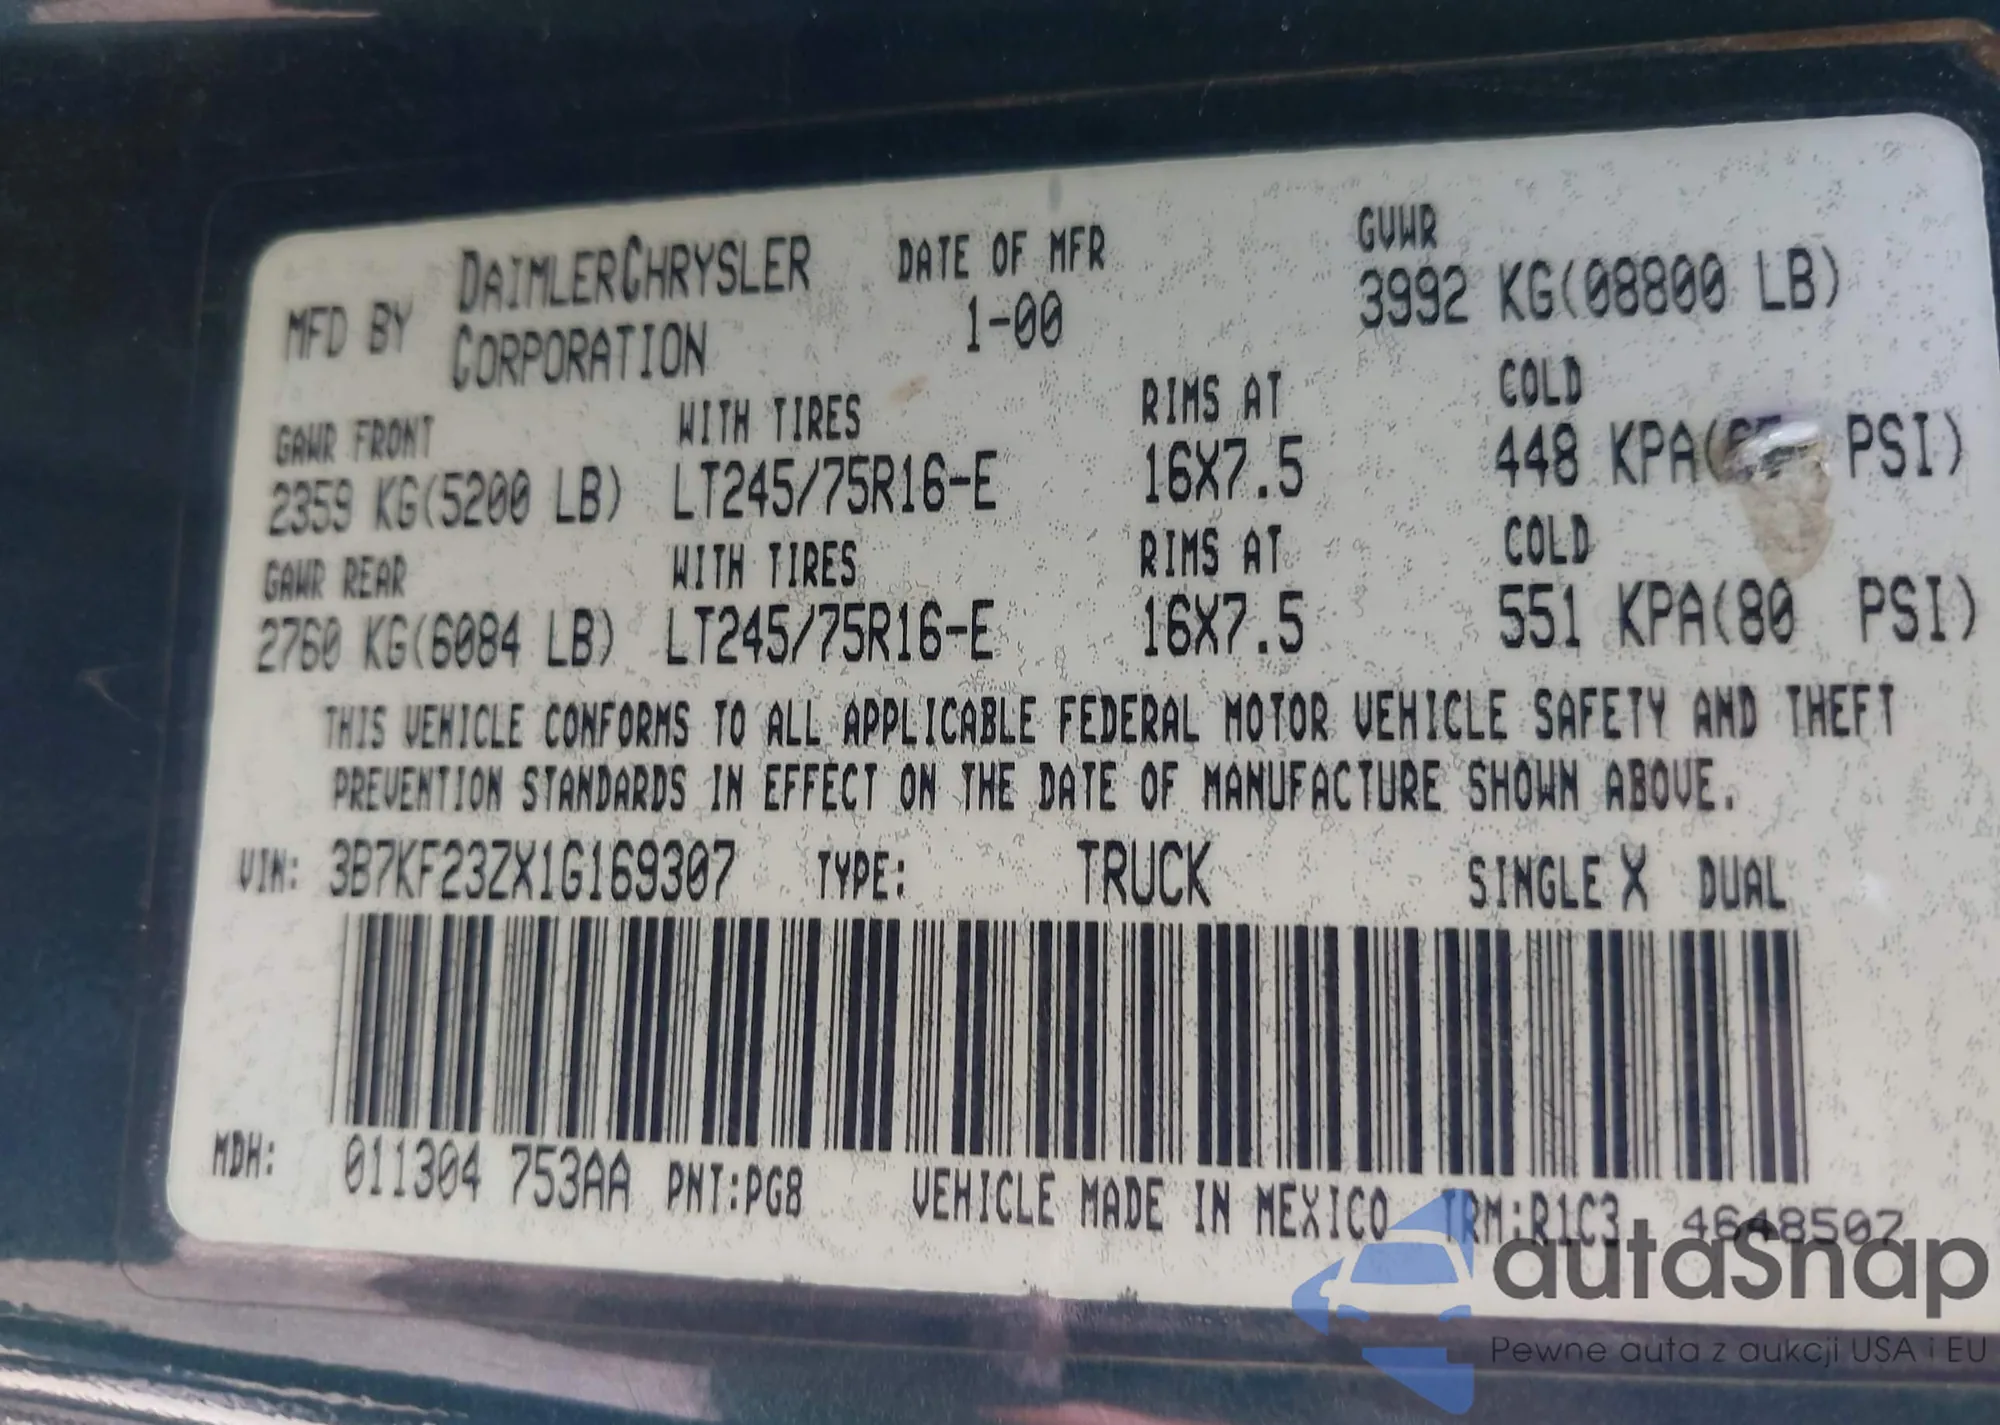 MFD BY DAIMLERCHRYSLER CORPORATION DATE OF MFR 1-00 GVWR 3992 KG(08800 LB)
GAWR FRONT WITH TIRES RIMS AT COLD
2359 KG(5200 LB) LT245/75R16-E 16X7.5 448 KPA( PSI)
GAWR REAR WITH TIRES RIMS AT COLD
2760 KG(6084 LB) LT245/75R16-E 16X7.5 551 KPA(80 PSI)
THIS VEHICLE CONFORMS TO ALL APPLICABLE FEDERAL MOTOR VEHICLE SAFETY AND THEFT
PREVENTION STANDARDS IN EFFECT ON THE DATE OF MANUFACTURE SHOWN ABOVE.
VIN: 3B7KF23ZX1G169307 TYPE: TRUCK SINGLE X DUAL
MDH: 011304 753AA PNT:PG8 VEHICLE MADE IN MEXICO TRM:R1C3 4648507
autaSnap
Pewne auta z aukcji USA i EU